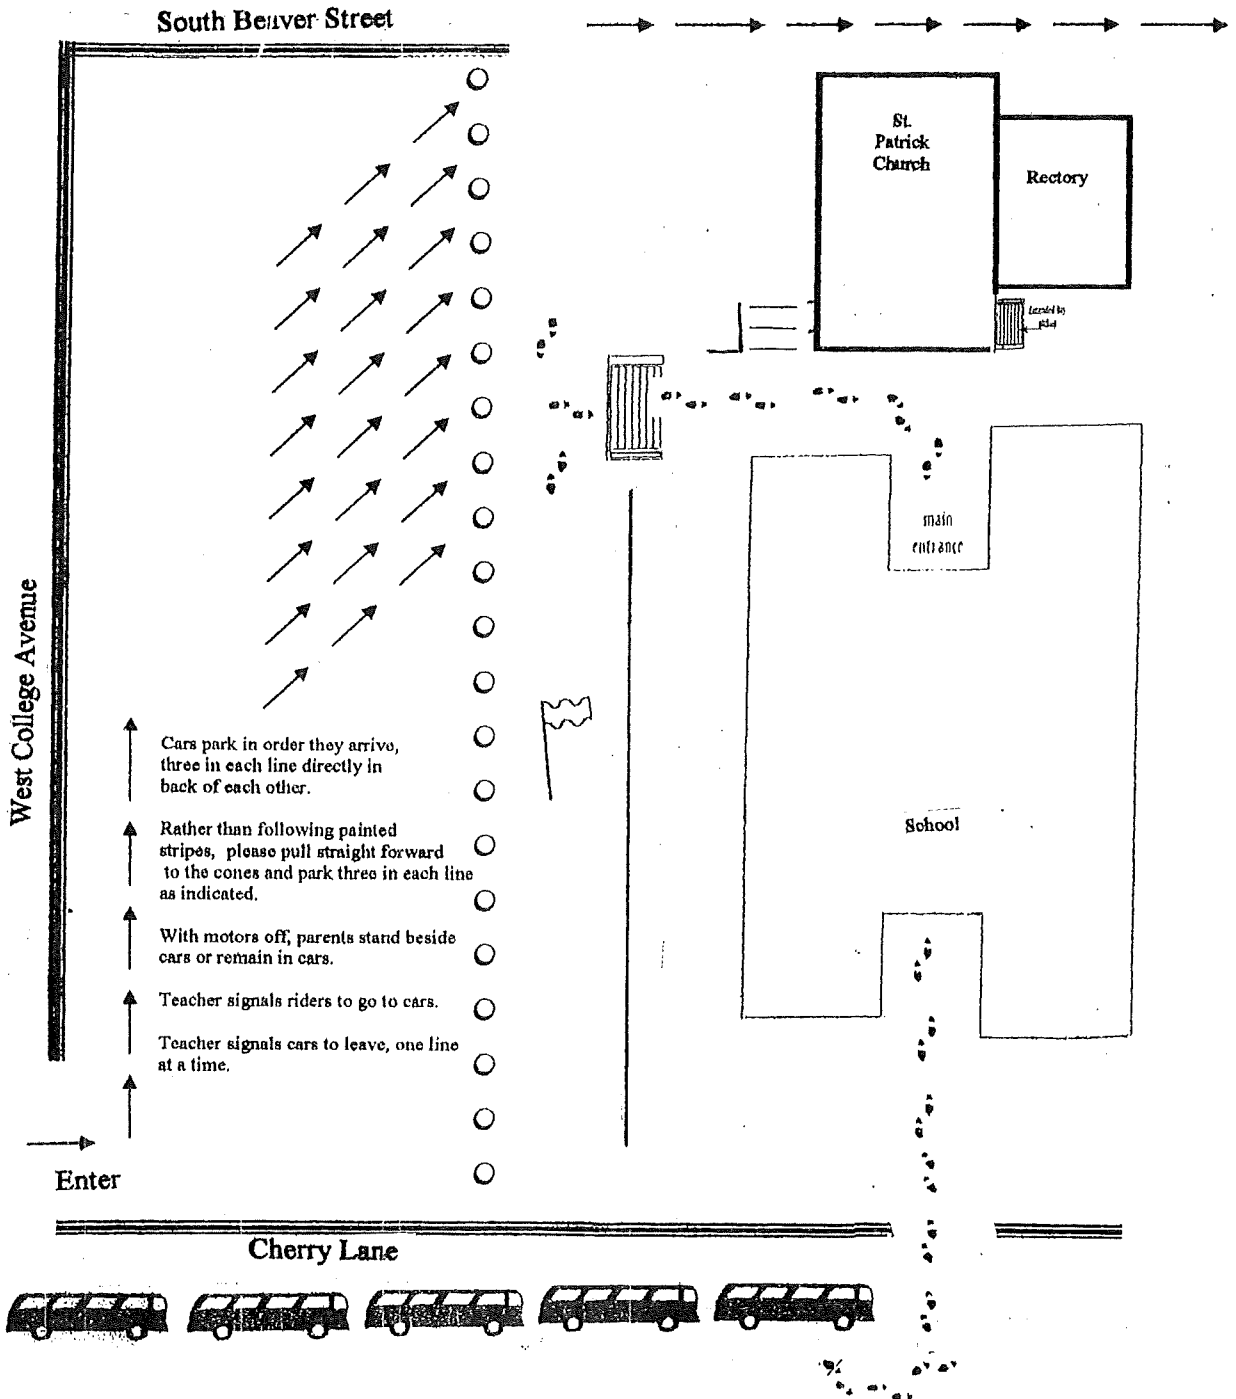 South Beaver Street
St.
Patrick
Church
Rectory
main
entrance
West College Avenue
Cars park in order they arrive,
three in each line directly in
back of each other.
Rather than following painted
stripes, please pull straight forward
to the cones and park three in each line
as indicated.
With motors off, parents stand beside
cars or remain in cars.
Teacher signals riders to go to cars.
Teacher signals cars to leave, one line
at a time.
School
Enter
Cherry Lane